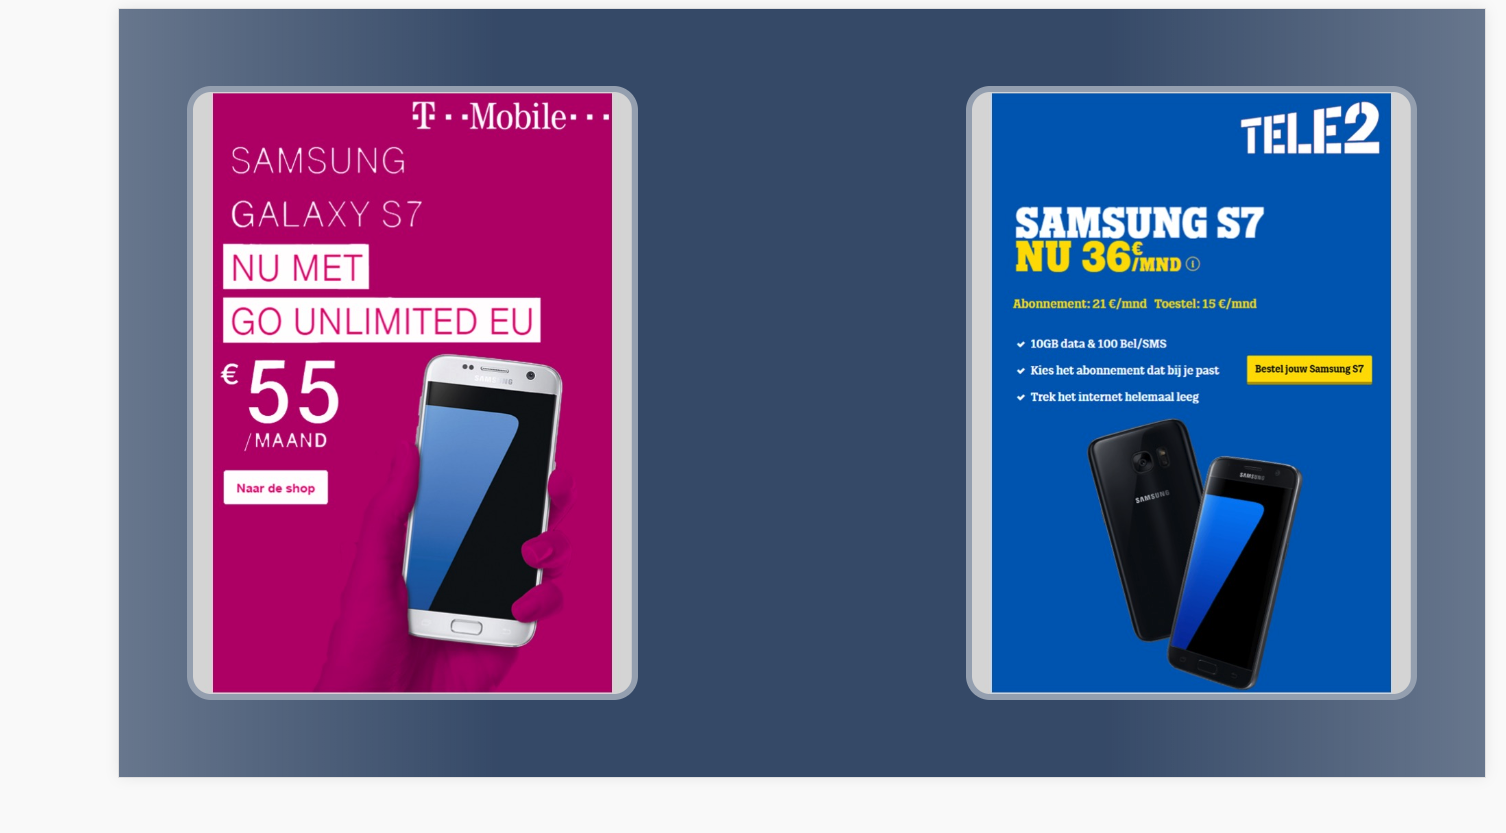 T··Mobile···
SAMSUNG
GALAXY S7
NU MET
GO UNLIMITED EU
€ 55
/MAAND
Naar de shop
TELE2
SAMSUNG S7
NU 36€/MND
Abonnement: 21 €/mnd Toestel: 15 €/mnd
10GB data & 100 Bel/SMS
Kies het abonnement dat bij je past
Trek het internet helemaal leeg
Bestel jouw Samsung S7
SAMSUNG
SAMSUNG